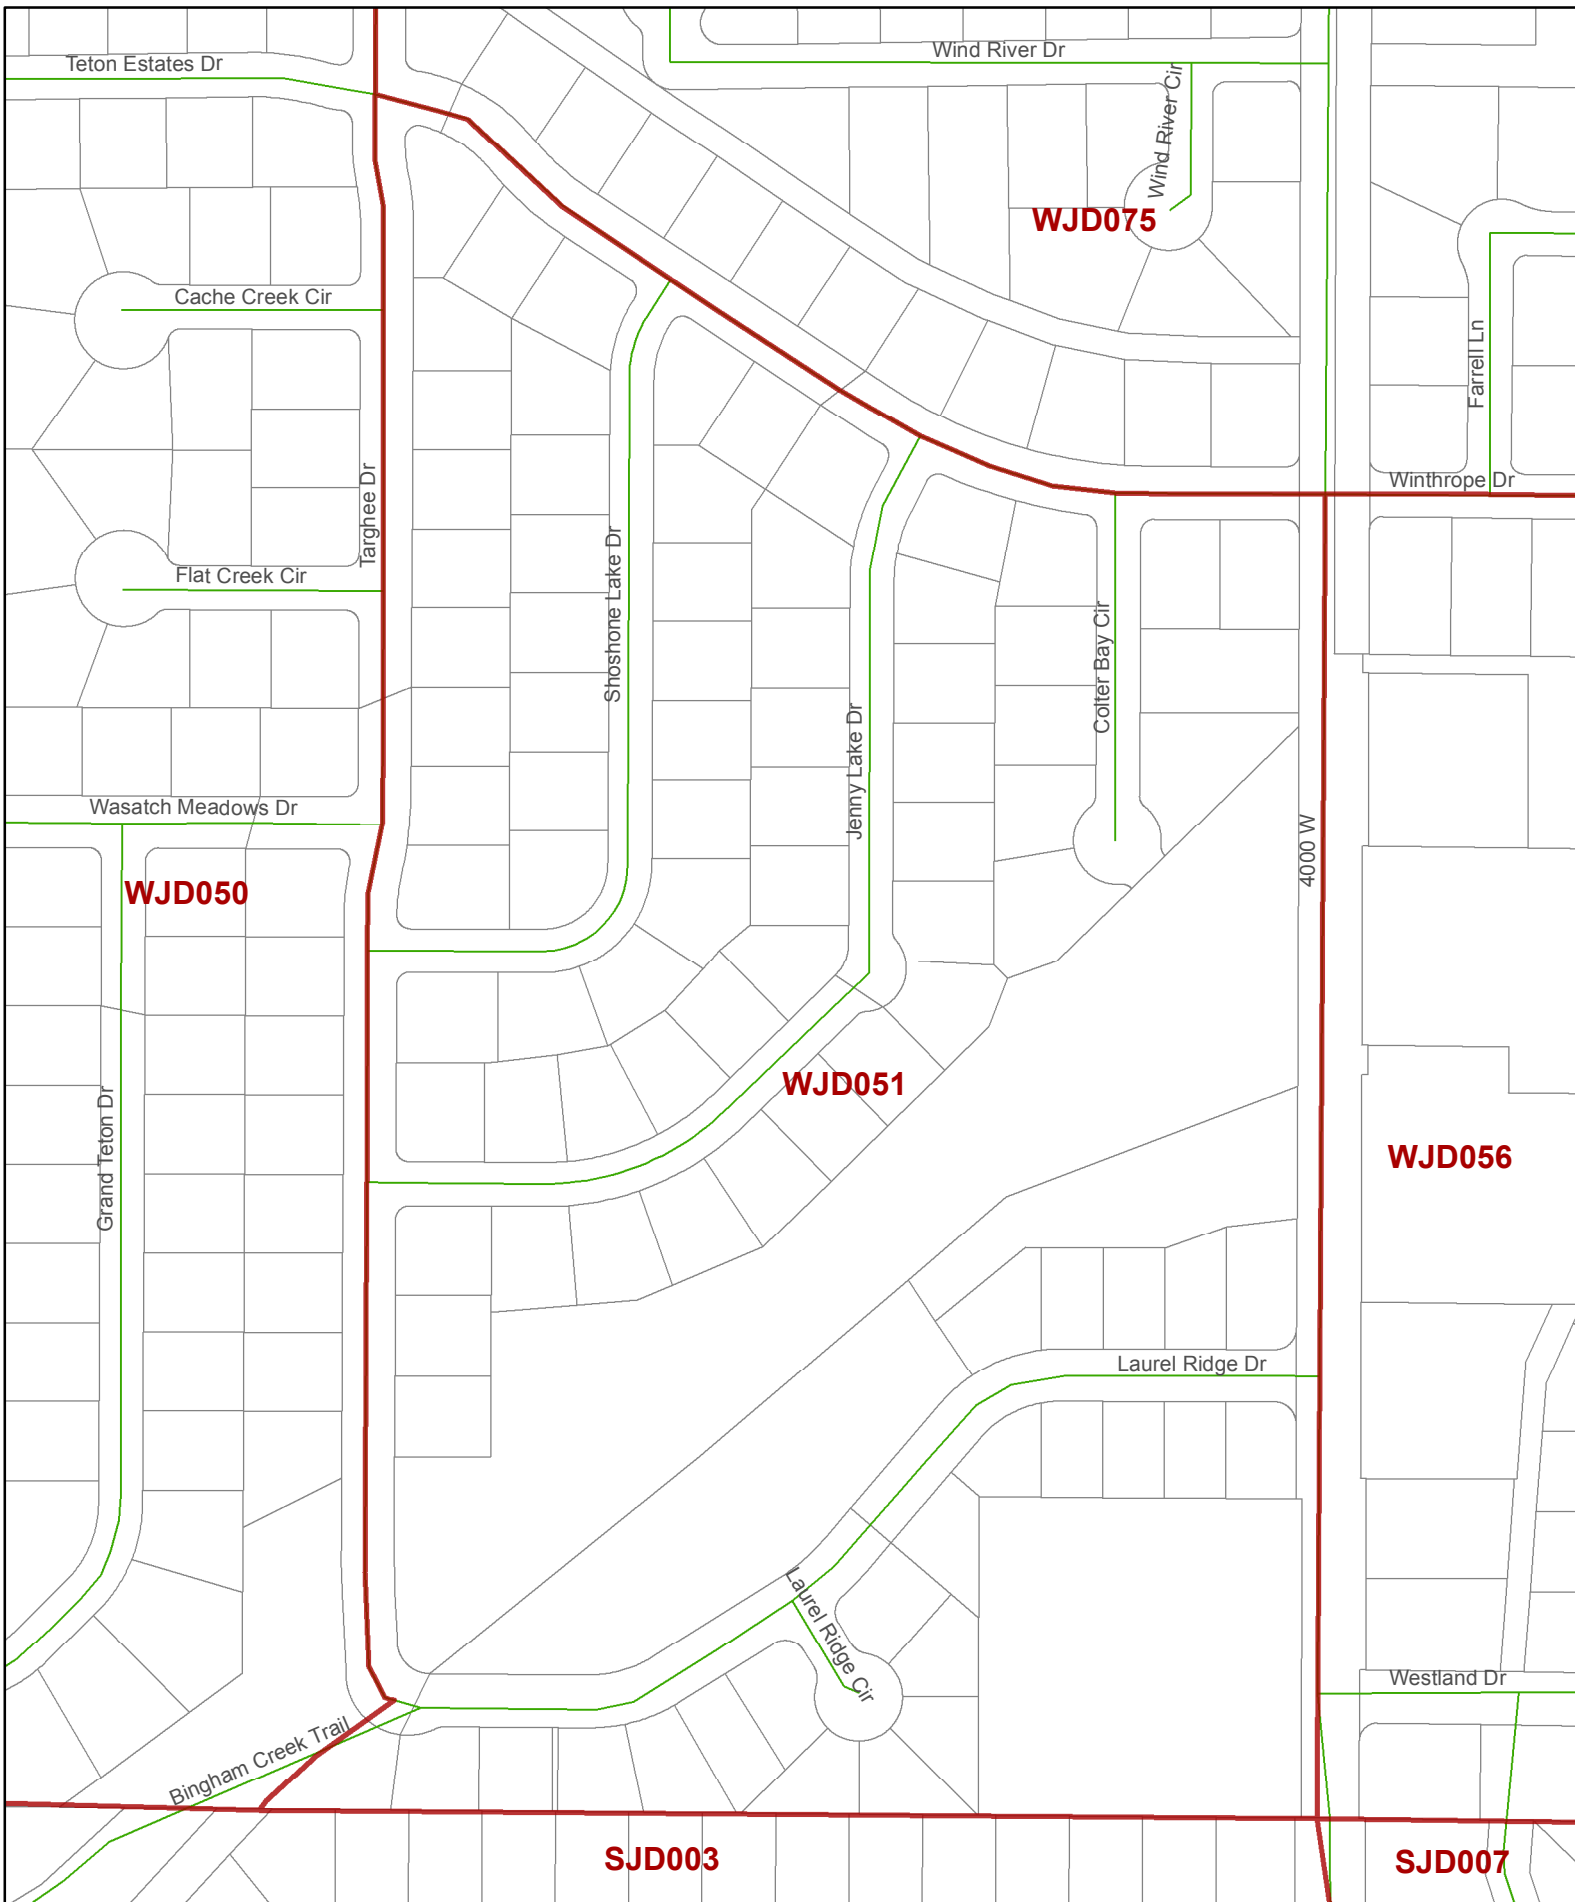 Wind River Dr
Teton Estates Dr
Wind River Cir
WJD075
Cache Creek Cir
Farrell Ln
Winthrope Dr
Targhee Dr
Flat Creek Cir
Shoshone Lake Dr
Colter Bay Cir
Jenny Lake Dr
Wasatch Meadows Dr
4000 W
WJD050
WJD051
Grand Teton Dr
WJD056
Laurel Ridge Dr
Laurel Ridge Cir
Westland Dr
Bingham Creek Trail
SJD003
SJD007